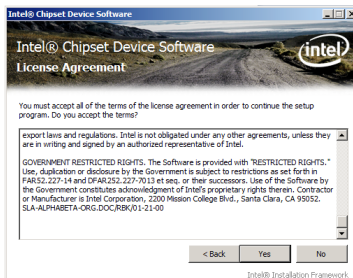 Intel® Chipset Device Software
Intel® Chipset Device Software
(intel)
License Agreement
You must accept all of the terms of the license agreement in order to continue the setup
program. Do you accept the terms?
export laws and regulations. Intel is not obligated under any other agreements, unless they
are in writing and signed by an authorized representative of Intel.
GOVERNMENT RESTRICTED RIGHTS. The Software is provided with "RESTRICTED RIGHTS."
Use, duplication or disclosure by the Government is subject to restrictions as set forth in
FAR52.227-14 and DFAR252.227-7013 et seq. or their successors. Use of the Software by
the Government constitutes acknowledgment of Intel's proprietary rights therein. Contractor
or Manufacturer is Intel Corporation, 2200 Mission College Blvd., Santa Clara, CA 95052.
SLA-ALPHABETA-ORG.DOC/RBK/01-21-00
< Back Yes No
Intel® Installation Framework